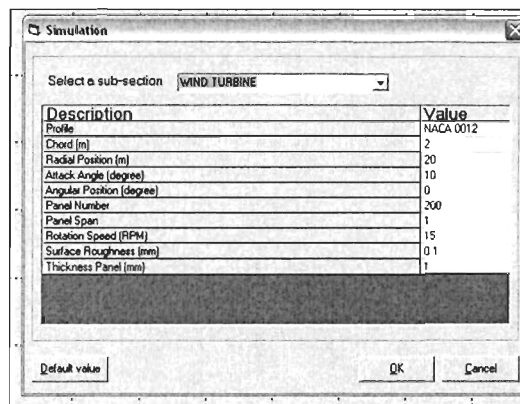 Simulation
Select a sub-section WIND TURBINE
Description Value
Profile NACA 0012
Chord (m) 2
Radial Position (m) 20
Attack Angle (degree) 10
Angular Position (degree) 0
Panel Number 200
Panel Span 1
Rotation Speed (RPM) 15
Surface Roughness (mm) 0.1
Thickness Panel (mm) 1
Default value OK Cancel